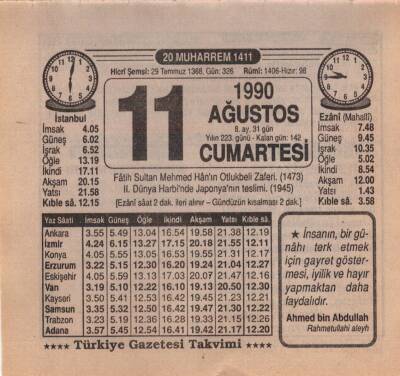 20 MUHARREM 1411
Hicrî Şemsî: 29 Temmuz 1368, Gün: 326 Rûmî: 1406-Hızır: 98
İstanbul
İmsak 4.05
Güneş 6.02
İşrak 6.52
Öğle 13.19
İkindi 17.11
Akşam 20.15
Yatsı 21.58
Kıble sâ. 12.15
11
1990
AĞUSTOS
8. ay, 31 gün
Yılın 223. günü - Kalan gün: 142
CUMARTESİ
Ezânî (Mahallî)
İmsak 7.48
Güneş 9.45
İşrak 10.35
Öğle 5.02
İkindi 8.54
Akşam 12.00
Yatsı 1.43
Kıble sâ. 3.58
Fâtih Sultan Mehmed Hân'ın Otlukbeli Zaferi. (1473)
II. Dünya Harbi'nde Japonya'nın teslimi. (1945)
[Ezânî sâat 2 dak. ileri alınır – Gündüzün kısalması 2 dak.]
Yaz Sâati İmsak Güneş Öğle İkindi Akşam Yatsı Kıble sâ.
Ankara 3.55 5.49 13.04 16.54 19.58 21.38 12.19
İzmir 4.24 6.15 13.27 17.15 20.18 21.55 12.11
Konya 4.05 5.55 13.05 16.53 19.55 21.31 12.17
Erzurum 3.22 5.15 12.30 16.20 19.24 21.04 12.27
Eskişehir 4.05 5.59 13.13 17.03 20.07 21.47 12.16
Van 3.19 5.10 12.22 16.10 19.13 20.50 12.30
Kayseri 3.50 5.41 12.53 16.42 19.45 21.23 12.21
Samsun 3.35 5.32 12.50 16.42 19.47 21.30 12.22
Trabzon 3.23 5.19 12.36 16.28 19.33 21.15 12.26
Adana 3.57 5.45 12.54 16.41 19.42 21.17 12.20
★ İnsanın, bir gü-
nâhı terk etmek
için gayret göster-
mesi, iyilik ve hayır
yapmaktan daha
faydalıdır.
Ahmed bin Abdullah
Rahmetullahi aleyh
★★★★ Türkiye Gazetesi Takvimi ★★★★